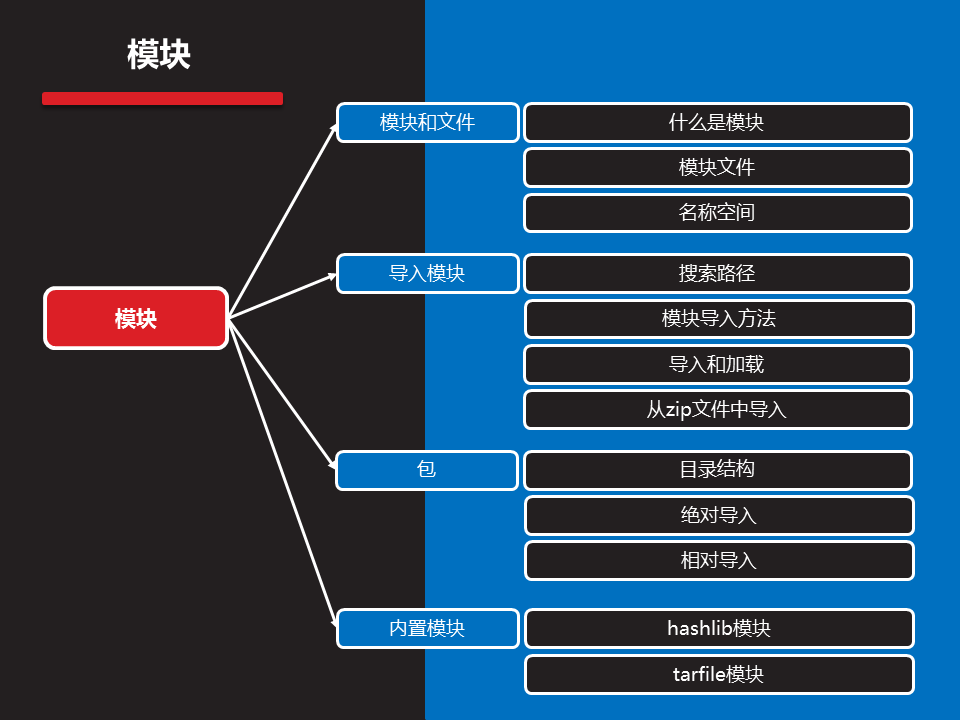 模块
模块
模块和文件
什么是模块
模块文件
名称空间
导入模块
搜索路径
模块导入方法
导入和加载
从zip文件中导入
包
目录结构
绝对导入
相对导入
内置模块
hashlib模块
tarfile模块